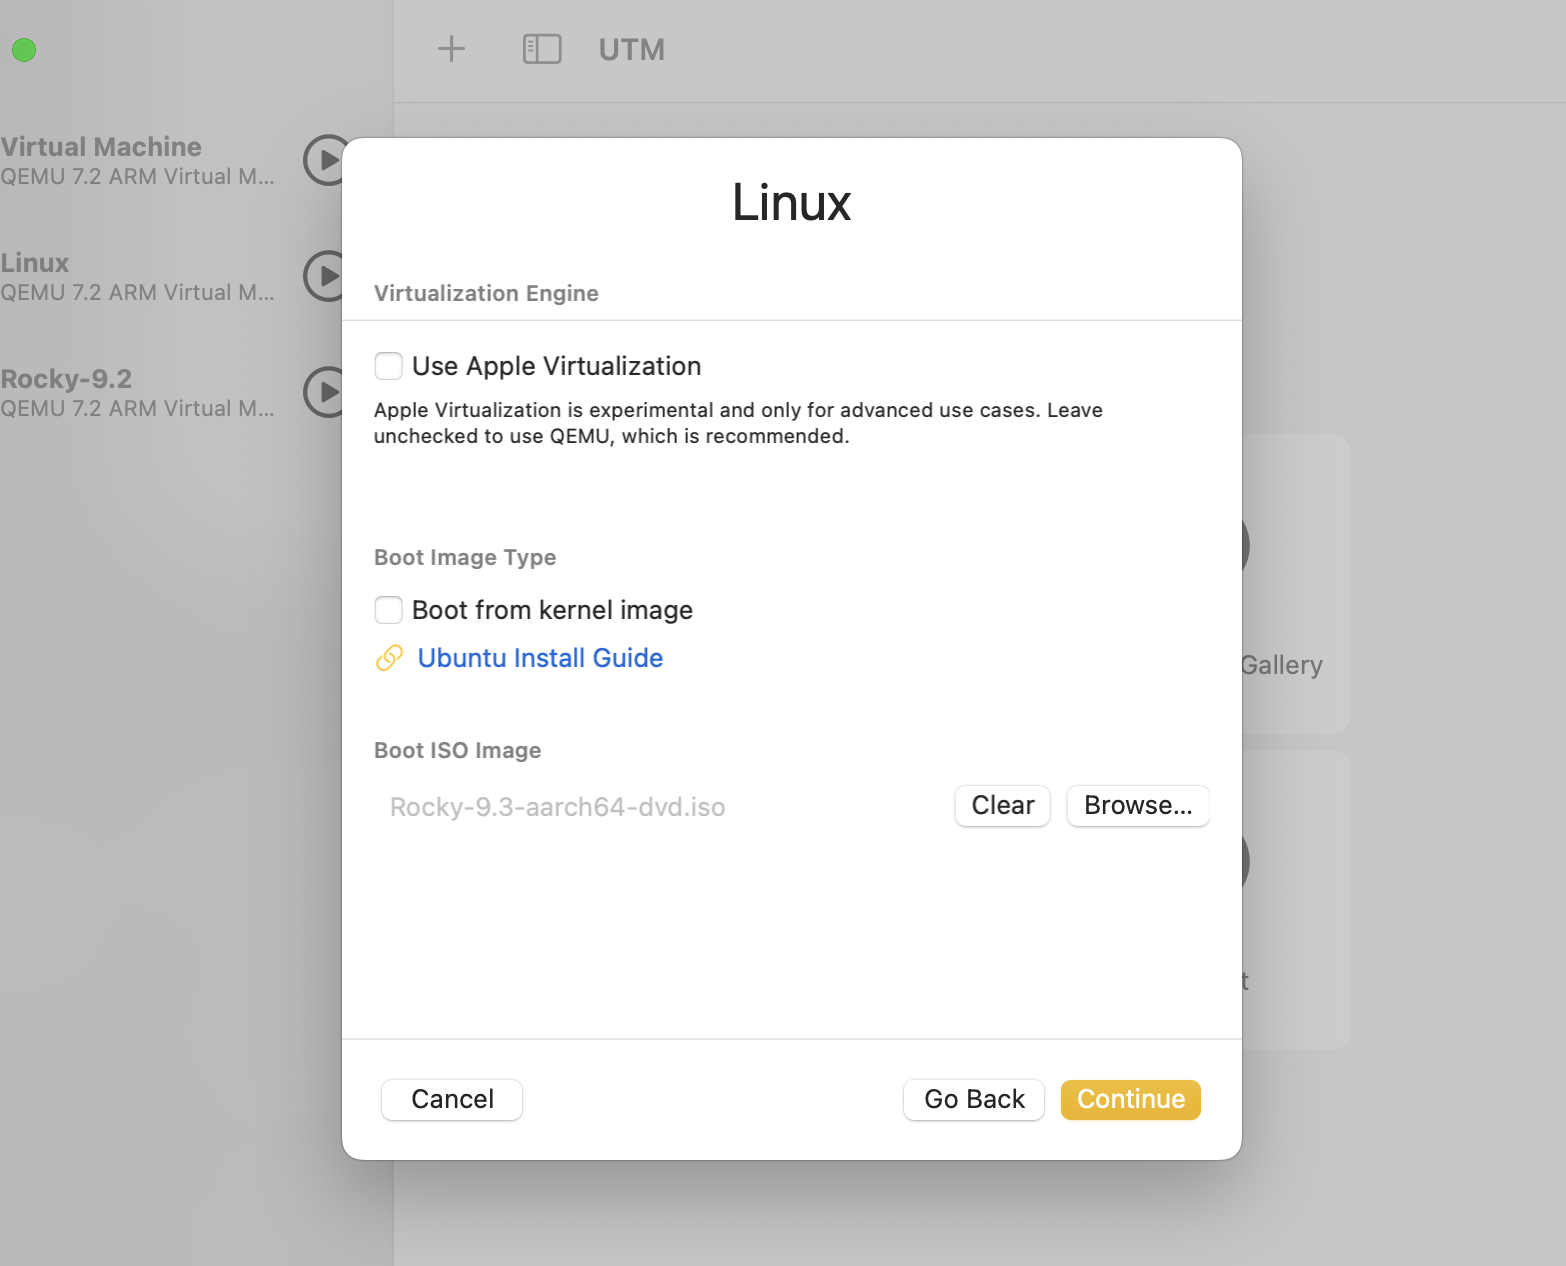 UTM
Virtual Machine
QEMU 7.2 ARM Virtual M...
Linux
QEMU 7.2 ARM Virtual M...
Rocky-9.2
QEMU 7.2 ARM Virtual M...
Linux
Virtualization Engine
Use Apple Virtualization
Apple Virtualization is experimental and only for advanced use cases. Leave
unchecked to use QEMU, which is recommended.
Boot Image Type
Boot from kernel image
Ubuntu Install Guide
Boot ISO Image
Rocky-9.3-aarch64-dvd.iso
Clear
Browse...
Cancel
Go Back
Continue
Gallery